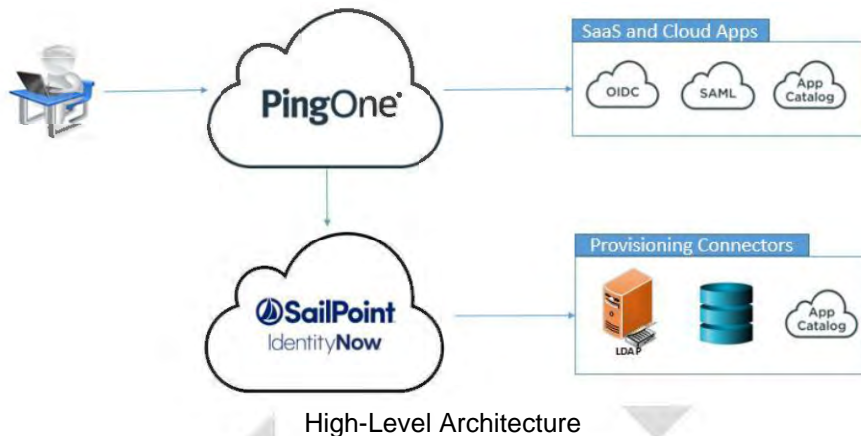 SaaS and Cloud Apps
PingOne
OIDC
SAML
App
Catalog
Provisioning Connectors
SailPoint
IdentityNow
LDAP
App
Catalog
High-Level Architecture